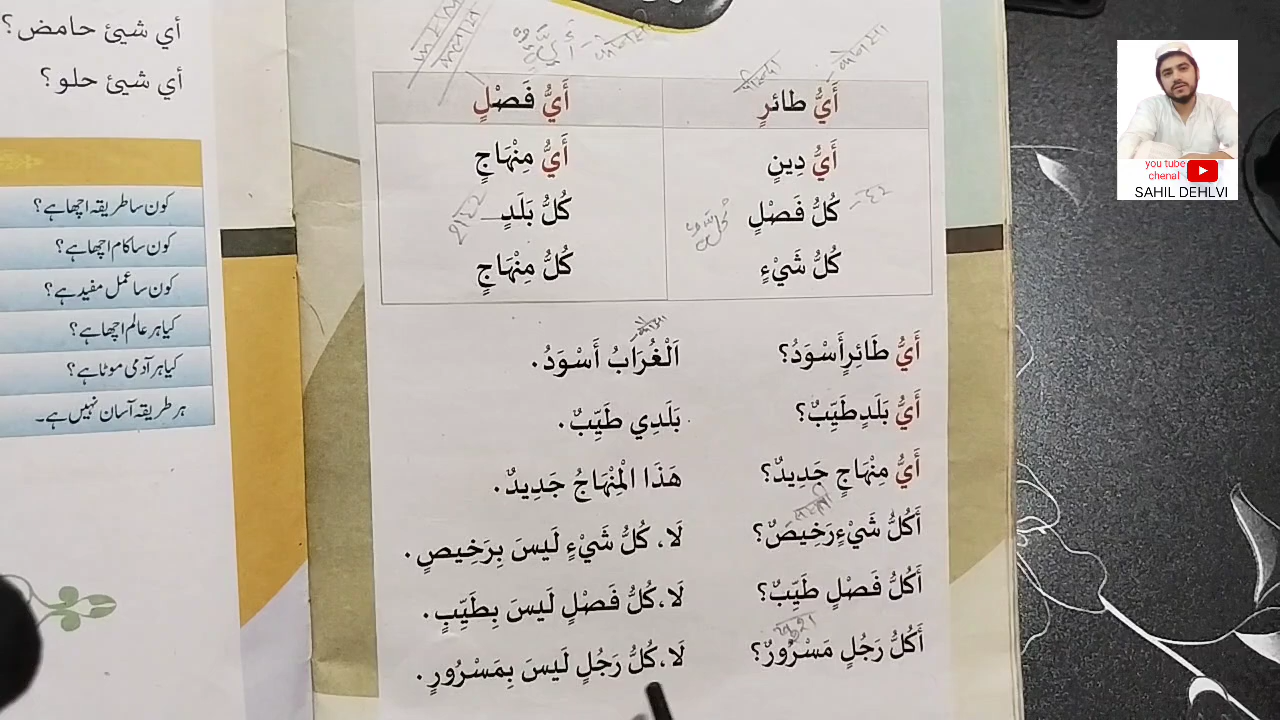 أي شيئ حامض؟
أي شيئ حلو؟
کون سا طریقہ اچھا ہے؟
کون سا کام اچھا ہے؟
کون سا عمل مفید ہے؟
کیا ہر عالم اچھا ہے؟
کیا ہر آدمی موٹا ہے؟
ہر طریقہ آسان نہیں ہے۔
أَيُّ طائرٍ أَيُّ فَصْلٍ
أَيُّ دِينٍ أَيُّ مِنْهَاجٍ
كُلُّ فَصْلٍ كُلُّ بَلَدٍ
كُلُّ شَيْءٍ كُلُّ مِنْهَاجٍ
أَيُّ طَائِرٍ أَسْوَدُ؟ اَلْغُرَابُ أَسْوَدُ.
أَيُّ بَلَدٍ طَيِّبٌ؟ بَلَدِي طَيِّبٌ.
أَيُّ مِنْهَاجٍ جَدِيدٌ؟ هَذَا الْمِنْهَاجُ جَدِيدٌ.
أَكُلُّ شَيْءٍ رَخِيصٌ؟ لَا، كُلُّ شَيْءٍ لَيسَ بِرَخِيصٍ.
أَكُلُّ فَصْلٍ طَيِّبٌ؟ لَا، كُلُّ فَصْلٍ لَيسَ بِطَيِّبٍ.
أَكُلُّ رَجُلٍ مَسْرُورٌ؟ لَا، كُلُّ رَجُلٍ لَيسَ بِمَسْرُورٍ.
you tube
chenal
SAHIL DEHLVI